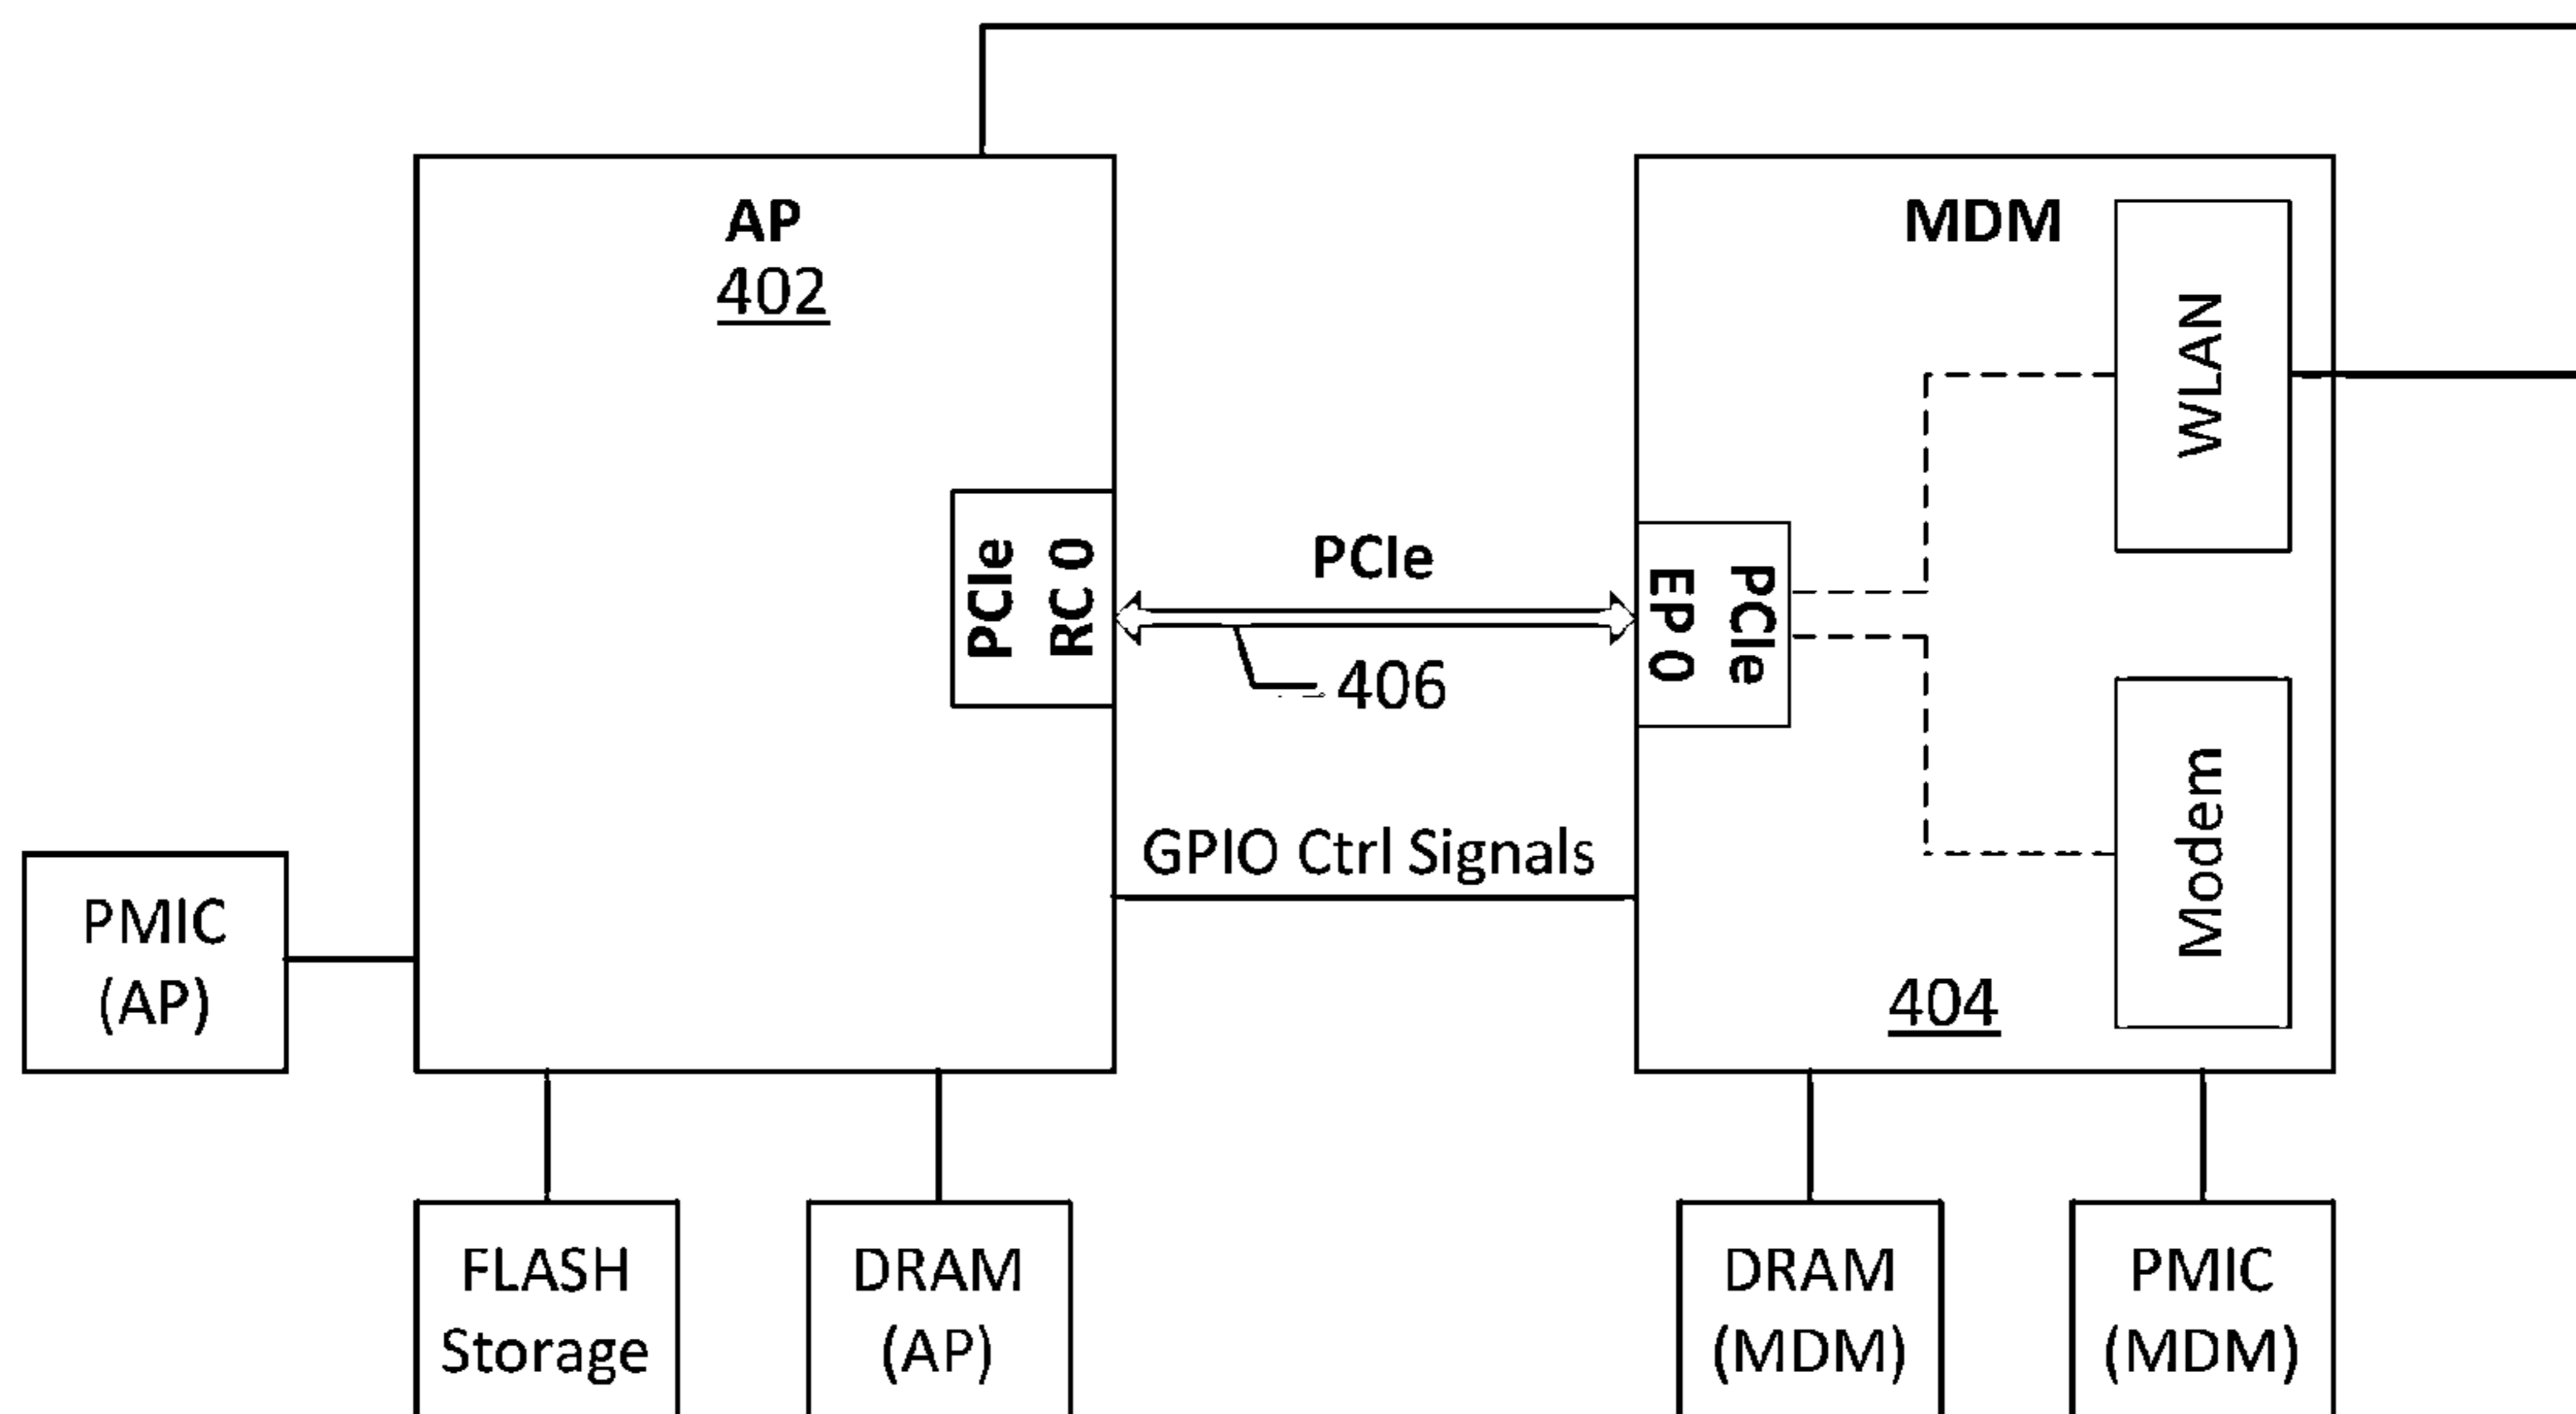 AP
402
MDM
WLAN
PCIe
RC 0
PCIe
406
PCIe
EP 0
GPIO Ctrl Signals
Modem
404
PMIC
(AP)
FLASH
Storage
DRAM
(AP)
DRAM
(MDM)
PMIC
(MDM)